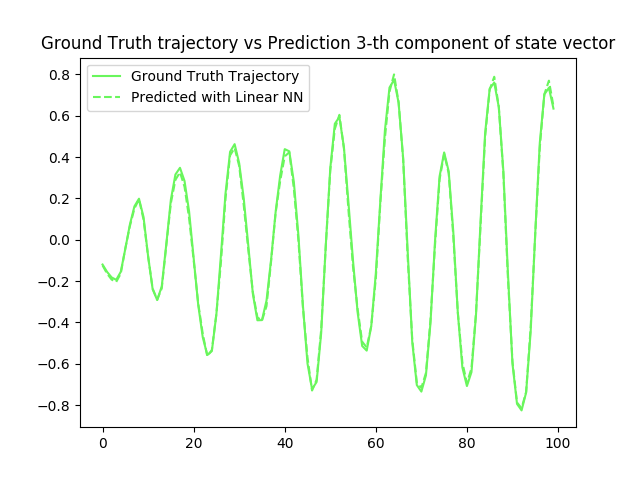 Ground Truth trajectory vs Prediction 3-th component of state vector
Ground Truth Trajectory
Predicted with Linear NN
0.8
0.6
0.4
0.2
0.0
−0.2
−0.4
−0.6
−0.8
0 20 40 60 80 100